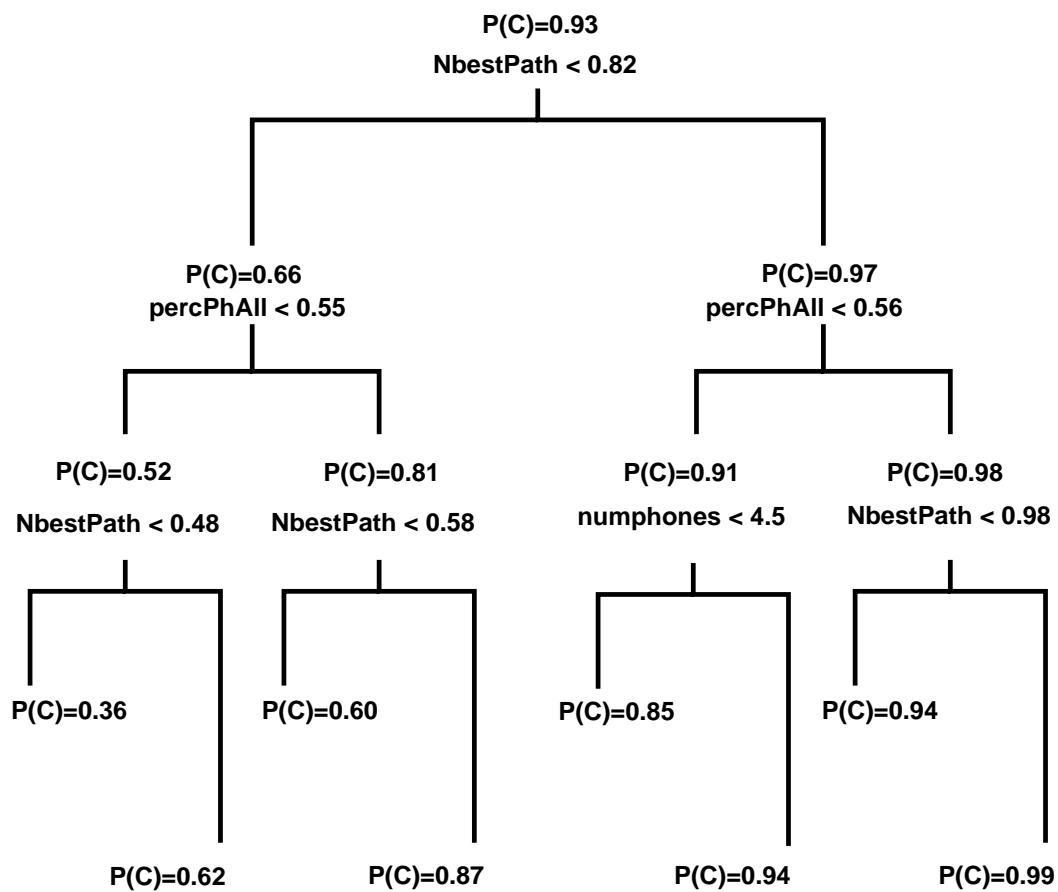 P(C)=0.93
NbestPath < 0.82
P(C)=0.66
percPhAll < 0.55
P(C)=0.97
percPhAll < 0.56
P(C)=0.52
NbestPath < 0.48
P(C)=0.81
NbestPath < 0.58
P(C)=0.91
numphones < 4.5
P(C)=0.98
NbestPath < 0.98
P(C)=0.36
P(C)=0.60
P(C)=0.85
P(C)=0.94
P(C)=0.62
P(C)=0.87
P(C)=0.94
P(C)=0.99